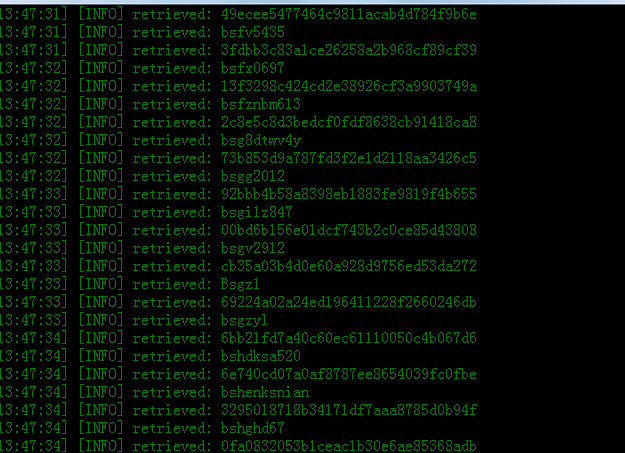 13:47:31] [INFO] retrieved: 49ecee5477464c9811acab4d784f9b6e
13:47:31] [INFO] retrieved: bsfv5435
13:47:31] [INFO] retrieved: 3fdbb3c83a1ce26258a2b968cf89cf39
13:47:32] [INFO] retrieved: bsfx0697
13:47:32] [INFO] retrieved: 13f3298c424cd2e38926cf3a9903749a
13:47:32] [INFO] retrieved: bsfznbm613
13:47:32] [INFO] retrieved: 2c8e5c8d3bedcf0fdf8638cb91418ca8
13:47:32] [INFO] retrieved: bsg8dtwv4y
13:47:32] [INFO] retrieved: 73b853d9a787fd3f2e1d2118aa3426c5
13:47:32] [INFO] retrieved: bsgg2012
13:47:33] [INFO] retrieved: 92bbb4b58a8398eb1883fe9819f4b655
13:47:33] [INFO] retrieved: bsgilz847
13:47:33] [INFO] retrieved: 00bd6b156e01dcf743b2c0ce85d43808
13:47:33] [INFO] retrieved: bsgv2912
13:47:33] [INFO] retrieved: cb35a03b4d0e60a928d9756ed53da272
13:47:33] [INFO] retrieved: Bsgzl
13:47:33] [INFO] retrieved: 69224a02a24ed196411228f2660246db
13:47:33] [INFO] retrieved: bsgzyl
13:47:34] [INFO] retrieved: 6bb21fd7a40c60ec61110050c4b067d6
13:47:34] [INFO] retrieved: bshdksa520
13:47:34] [INFO] retrieved: 6e740cd07a0af8787ee8654039fc0fbe
13:47:34] [INFO] retrieved: bshenksnian
13:47:34] [INFO] retrieved: 3295018718b34171df7aaa8785d0b94f
13:47:34] [INFO] retrieved: bshghd67
13:47:34] [INFO] retrieved: 0fa0832053b1ceac1b30e6ae85368adb